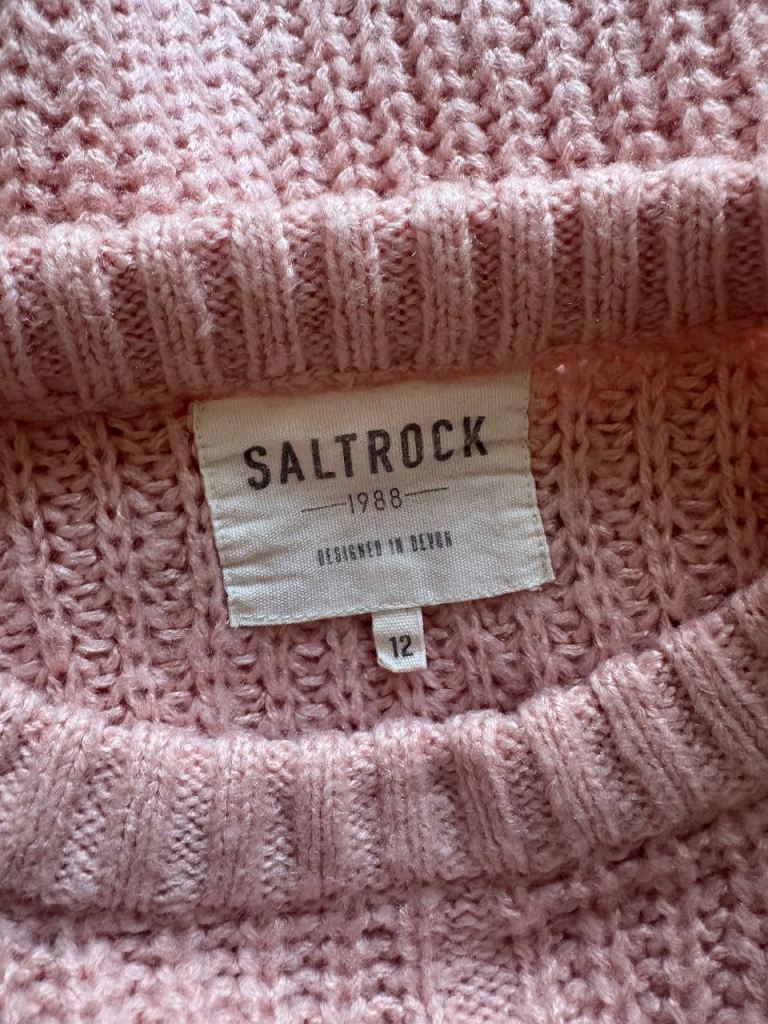 SALTROCK
1988
DESIGNED IN DEVON
12